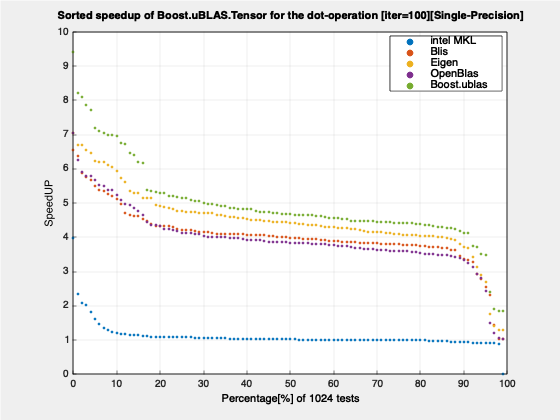 Sorted speedup of Boost.uBLAS.Tensor for the dot-operation [iter=100][Single-Precision]
10
9
8
7
6
5
4
3
2
1
0
SpeedUP
intel MKL
Blis
Eigen
OpenBlas
Boost.ublas
0 10 20 30 40 50 60 70 80 90 100
Percentage[%] of 1024 tests